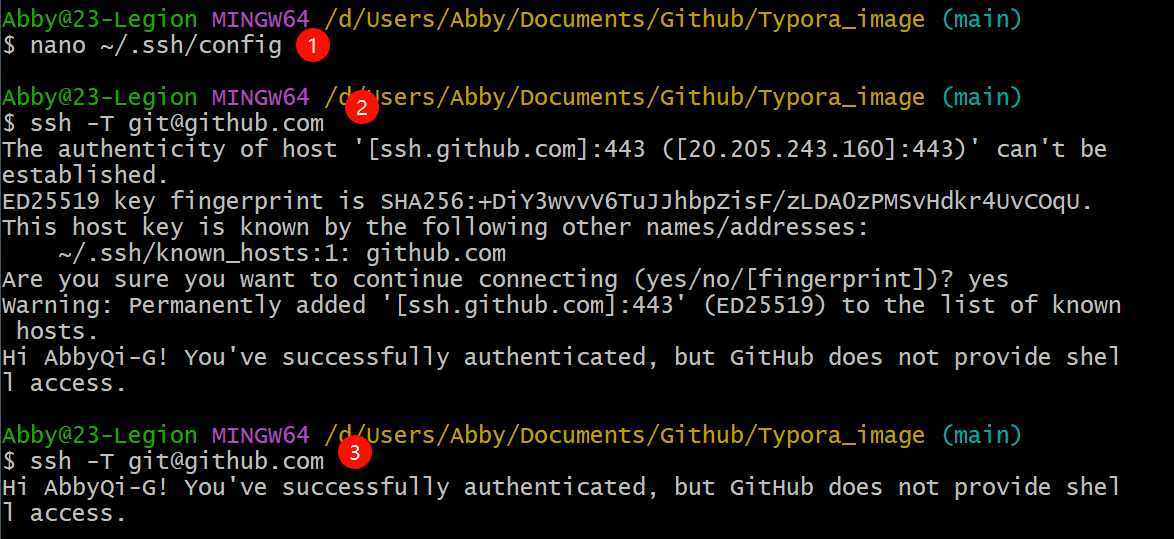 Abby@23-Legion MINGW64 /d/Users/Abby/Documents/Github/Typora_image (main)
$ nano ~/.ssh/config 1
Abby@23-Legion MINGW64 /d/Users/Abby/Documents/Github/Typora_image (main)
2
$ ssh -T git@github.com
The authenticity of host '[ssh.github.com]:443 ([20.205.243.160]:443)' can't be
established.
ED25519 key fingerprint is SHA256:+DiY3wvvV6TuJJhbpZisF/zLDA0zPMSvHdkr4UvCOqU.
This host key is known by the following other names/addresses:
    ~/.ssh/known_hosts:1: github.com
Are you sure you want to continue connecting (yes/no/[fingerprint])? yes
Warning: Permanently added '[ssh.github.com]:443' (ED25519) to the list of known
 hosts.
Hi AbbyQi-G! You've successfully authenticated, but GitHub does not provide shel
l access.
Abby@23-Legion MINGW64 /d/Users/Abby/Documents/Github/Typora_image (main)
3
$ ssh -T git@github.com
Hi AbbyQi-G! You've successfully authenticated, but GitHub does not provide shel
l access.